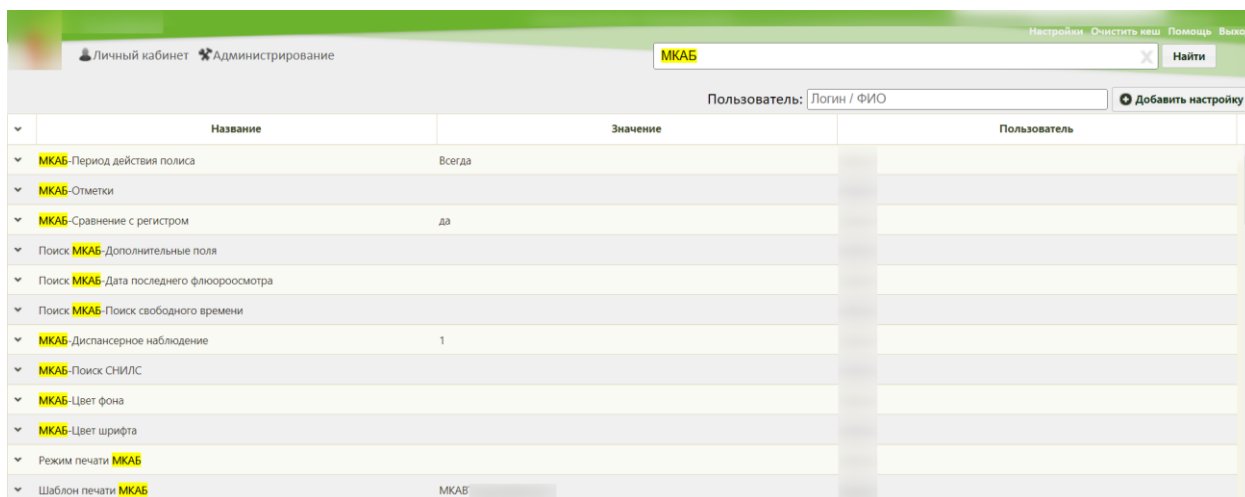 Настройки Очистить кеш Помощь
Личный кабинет Администрирование
МКАБ
Найти
Пользователь: Логин / ФИО
Добавить настройку
Название Значение Пользователь
МКАБ-Период действия полиса Всегда
МКАБ-Отметки
МКАБ-Сравнение с регистром да
Поиск МКАБ-Дополнительные поля
Поиск МКАБ-Дата последнего флюороосмотра
Поиск МКАБ-Поиск свободного времени
МКАБ-Диспансерное наблюдение 1
МКАБ-Поиск СНИЛС
МКАБ-Цвет фона
МКАБ-Цвет шрифта
Режим печати МКАБ
Шаблон печати МКАБ